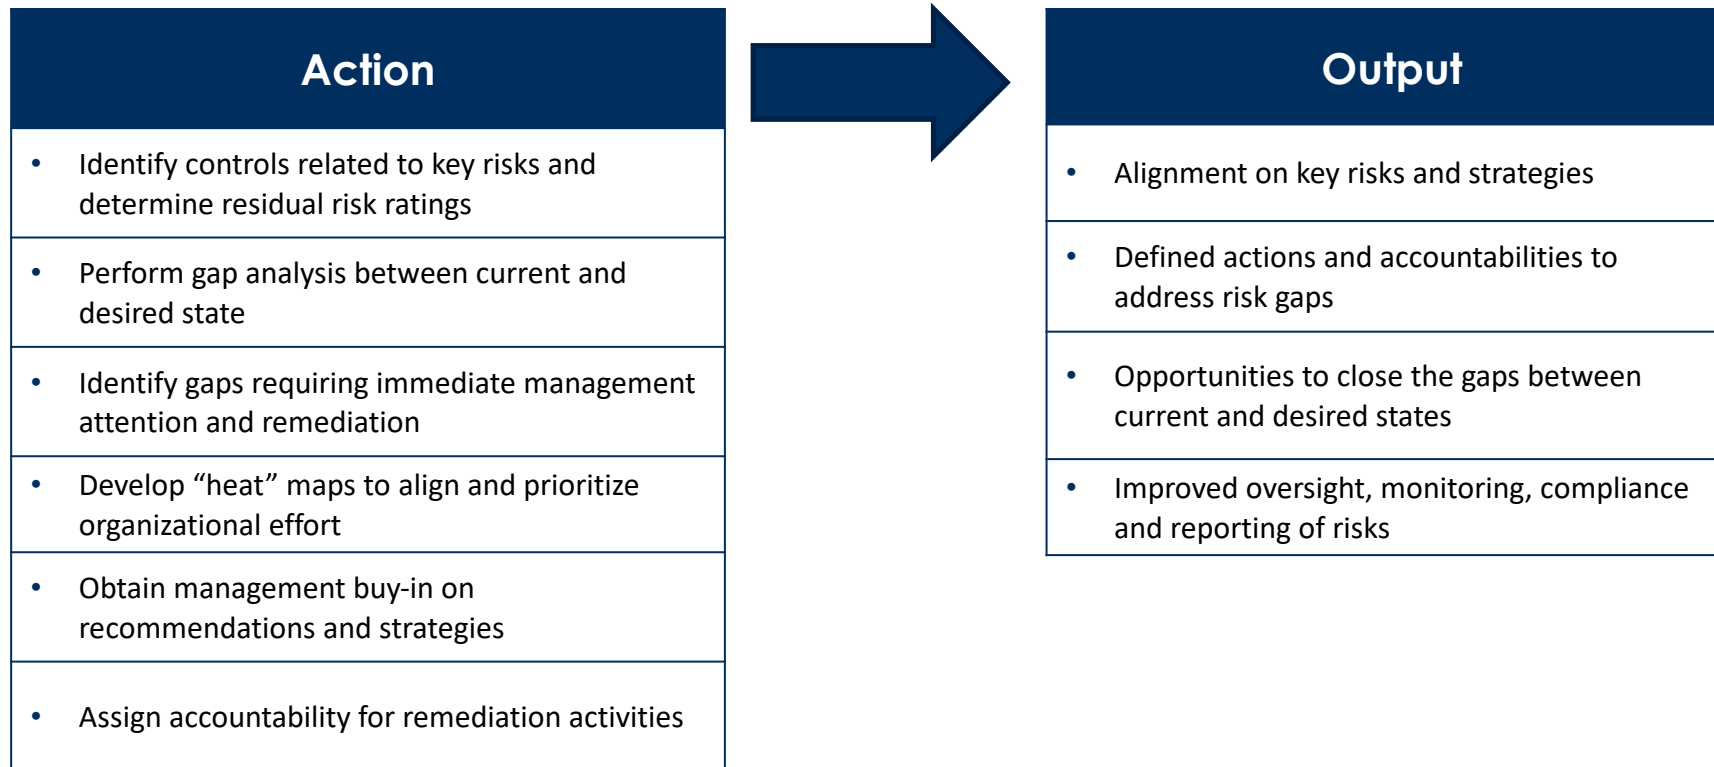 Action
• Identify controls related to key risks and
determine residual risk ratings
• Perform gap analysis between current and
desired state
• Identify gaps requiring immediate management
attention and remediation
• Develop “heat” maps to align and prioritize
organizational effort
• Obtain management buy-in on
recommendations and strategies
• Assign accountability for remediation activities
Output
• Alignment on key risks and strategies
• Defined actions and accountabilities to
address risk gaps
• Opportunities to close the gaps between
current and desired states
• Improved oversight, monitoring, compliance
and reporting of risks